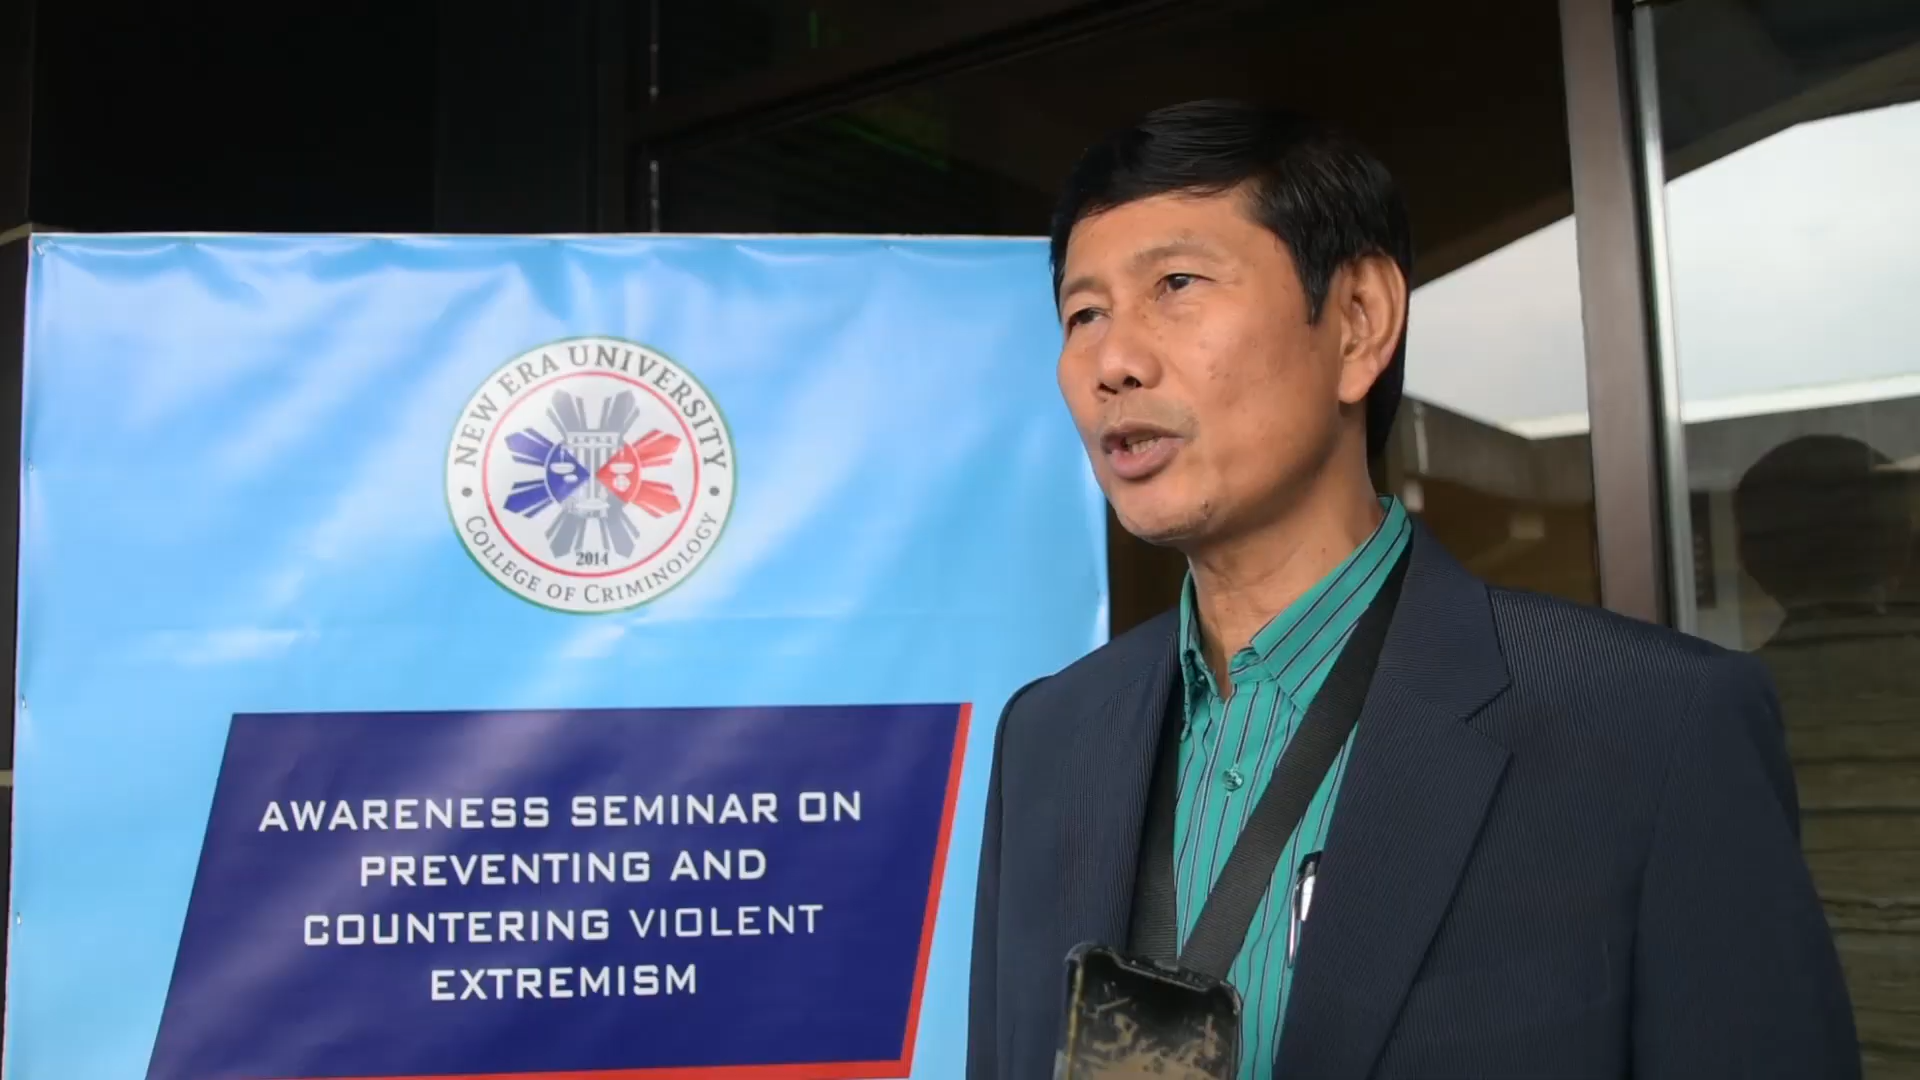 NEW ERA UNIVERSITY
2014
COLLEGE OF CRIMINOLOGY
AWARENESS SEMINAR ON
PREVENTING AND
COUNTERING VIOLENT
EXTREMISM